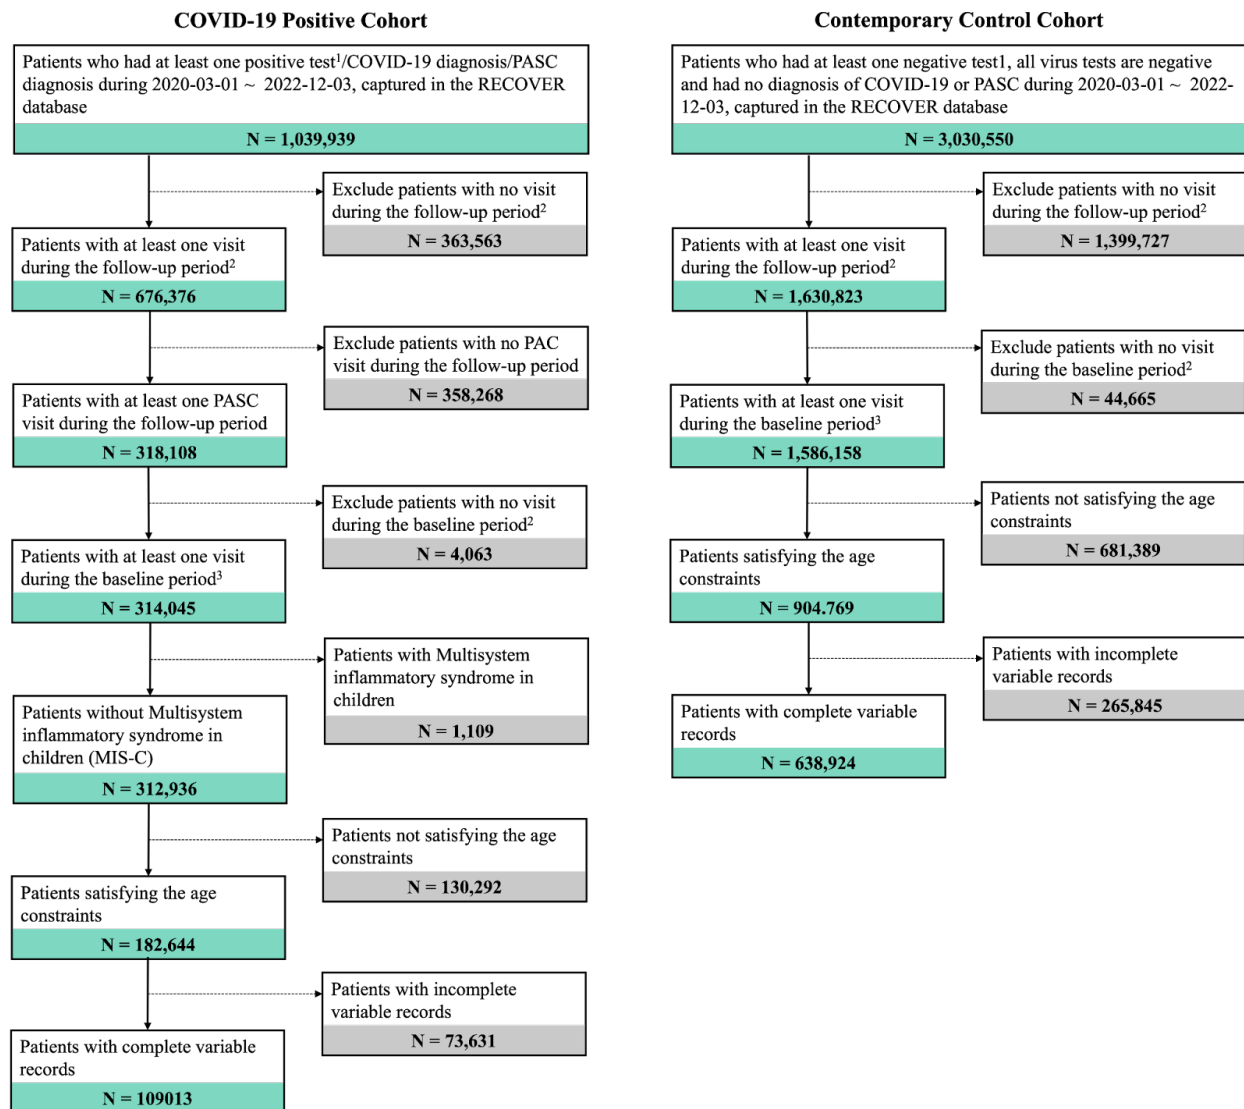 COVID-19 Positive Cohort
Patients who had at least one positive test¹/COVID-19 diagnosis/PASC
diagnosis during 2020-03-01 ~ 2022-12-03, captured in the RECOVER
database
N = 1,039,939
Exclude patients with no visit
during the follow-up period²
N = 363,563
Patients with at least one visit
during the follow-up period²
N = 676,376
Exclude patients with no PAC
visit during the follow-up period
N = 358,268
Patients with at least one PASC
visit during the follow-up period
N = 318,108
Exclude patients with no visit
during the baseline period²
N = 4,063
Patients with at least one visit
during the baseline period³
N = 314,045
Patients with Multisystem
inflammatory syndrome in
children
N = 1,109
Patients without Multisystem
inflammatory syndrome in
children (MIS-C)
N = 312,936
Patients not satisfying the age
constraints
N = 130,292
Patients satisfying the age
constraints
N = 182,644
Patients with incomplete
variable records
N = 73,631
Patients with complete variable
records
N = 109013
Contemporary Control Cohort
Patients who had at least one negative test1, all virus tests are negative
and had no diagnosis of COVID-19 or PASC during 2020-03-01 ~ 2022-
12-03, captured in the RECOVER database
N = 3,030,550
Exclude patients with no visit
during the follow-up period²
N = 1,399,727
Patients with at least one visit
during the follow-up period²
N = 1,630,823
Exclude patients with no visit
during the baseline period²
N = 44,665
Patients with at least one visit
during the baseline period³
N = 1,586,158
Patients not satisfying the age
constraints
N = 681,389
Patients satisfying the age
constraints
N = 904.769
Patients with incomplete
variable records
N = 265,845
Patients with complete variable
records
N = 638,924